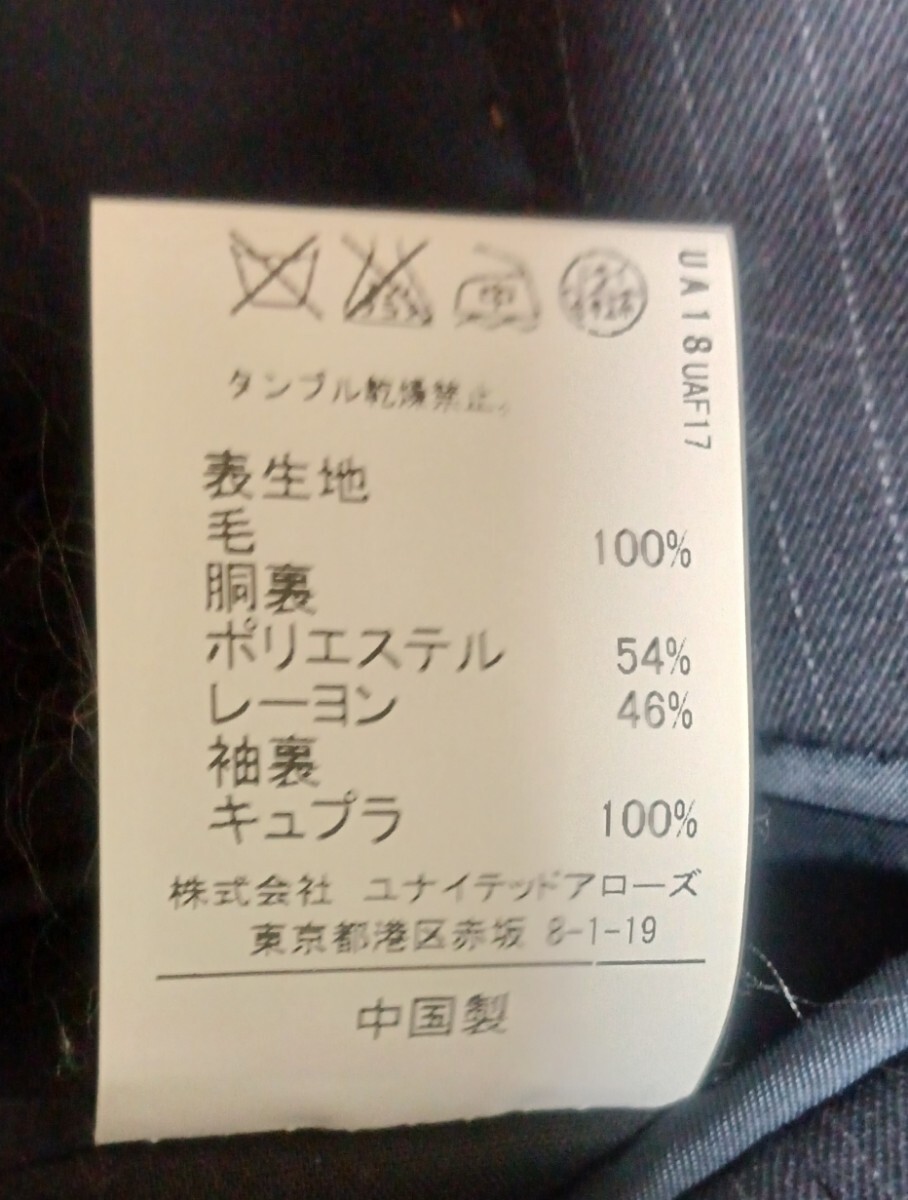 中
タンブル乾燥禁止。
表生地
毛 100%
胴裏
ポリエステル 54%
レーヨン 46%
袖裏
キュプラ 100%
株式会社 ユナイテッドアローズ
東京都港区赤坂 8-1-19
中国製
UA18UAF17